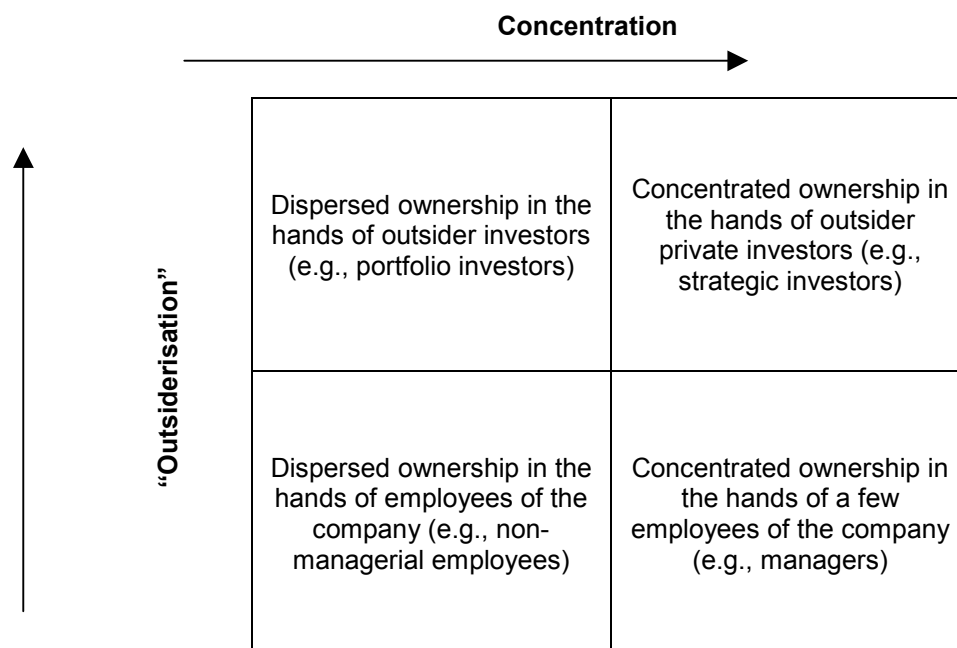 Concentration
Dispersed ownership in the
hands of outsider investors
(e.g., portfolio investors)
Concentrated ownership in
the hands of outsider
private investors (e.g.,
strategic investors)
“Outsiderisation”
Dispersed ownership in the
hands of employees of the
company (e.g., non-
managerial employees)
Concentrated ownership in
the hands of a few
employees of the company
(e.g., managers)